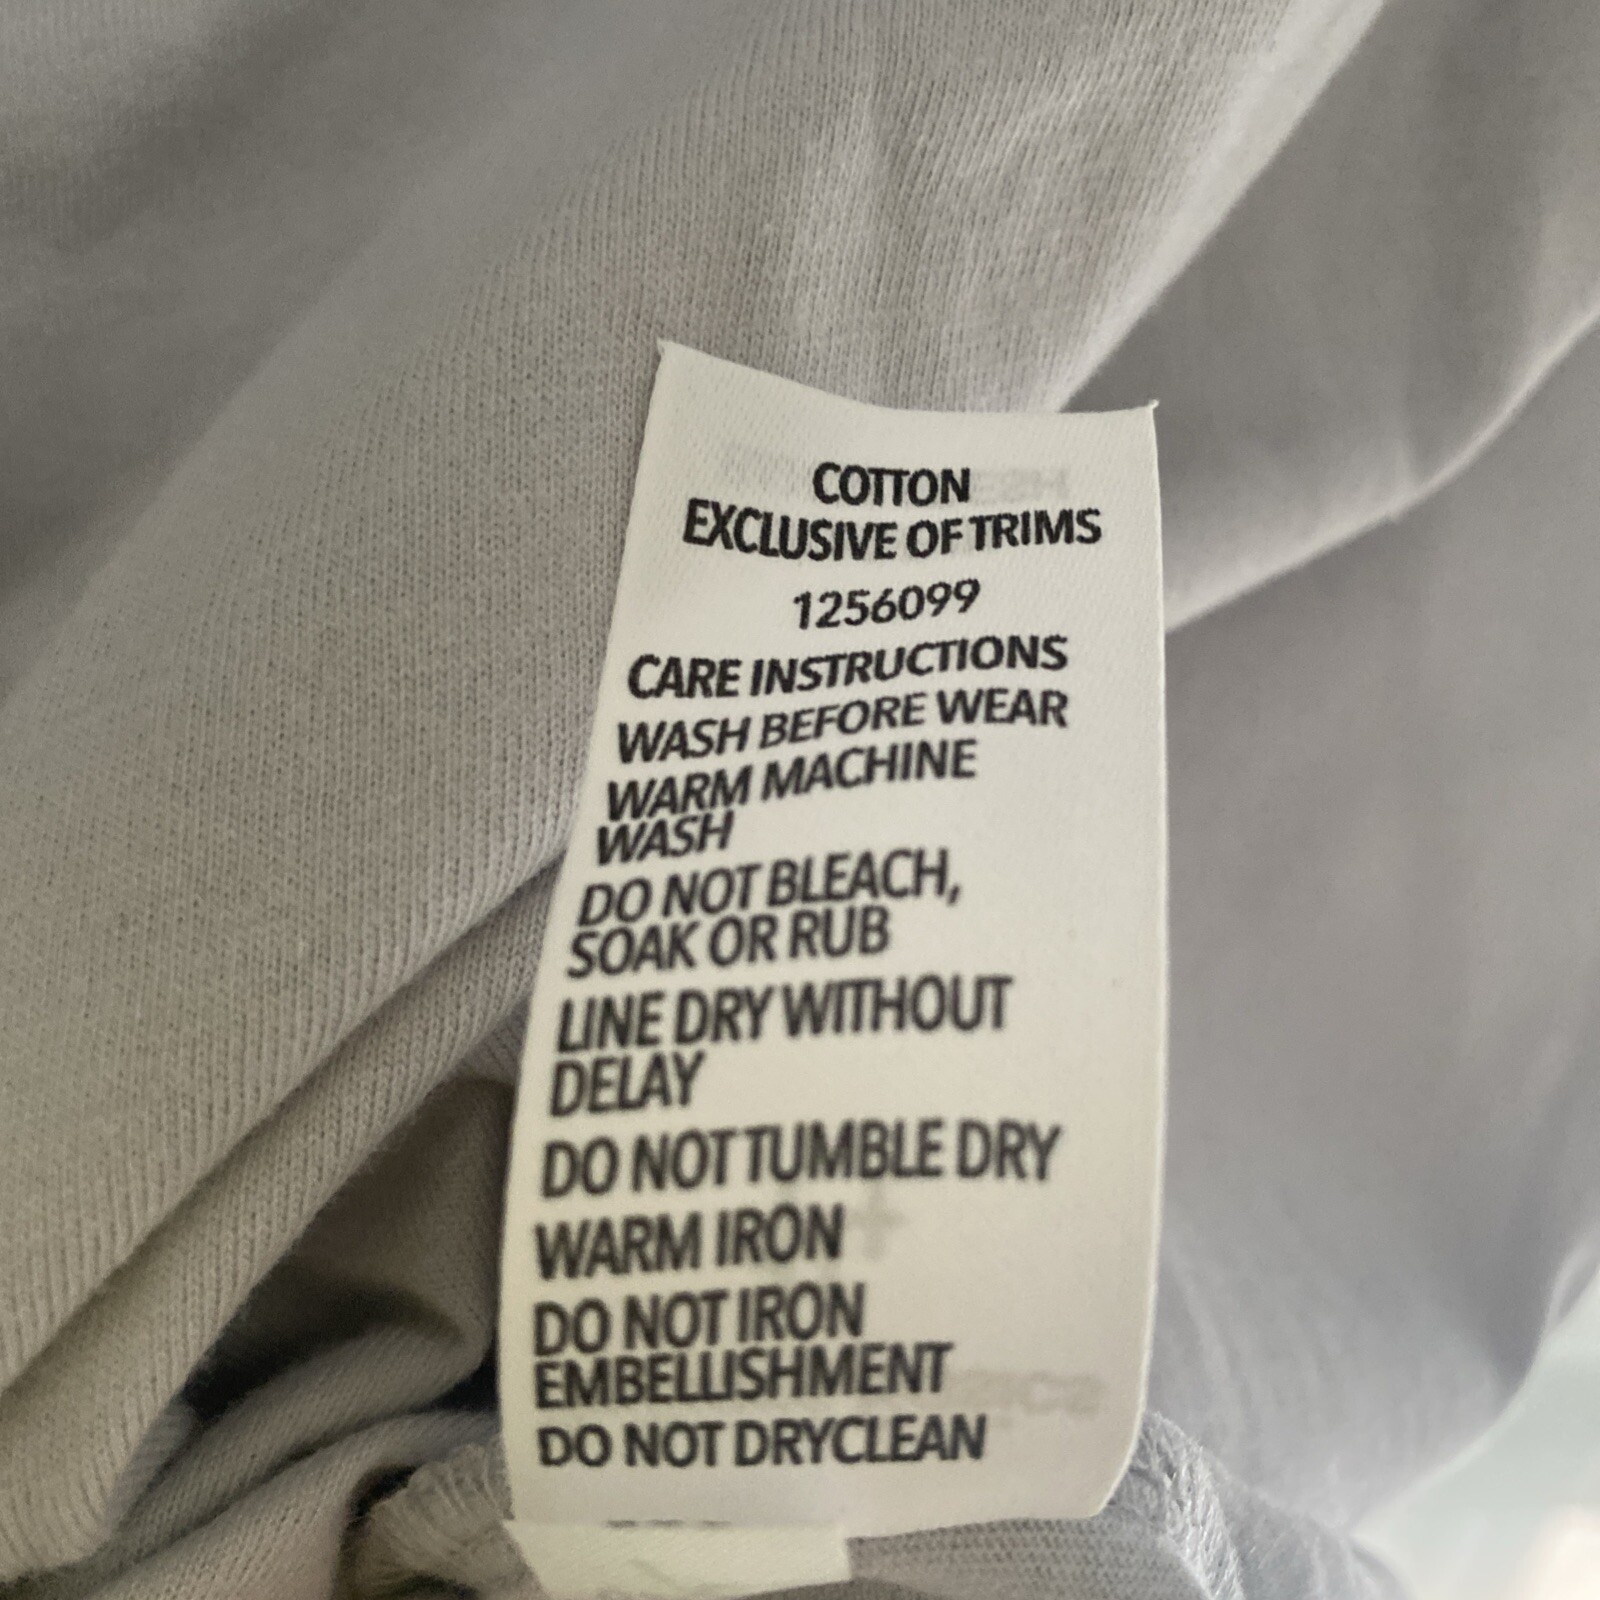 COTTON
EXCLUSIVE OF TRIMS
1256099
CARE INSTRUCTIONS
WASH BEFORE WEAR
WARM MACHINE
WASH
DO NOT BLEACH,
SOAK OR RUB
LINE DRY WITHOUT
DELAY
DO NOT TUMBLE DRY
WARM IRON
DO NOT IRON
EMBELLISHMENT
DO NOT DRYCLEAN